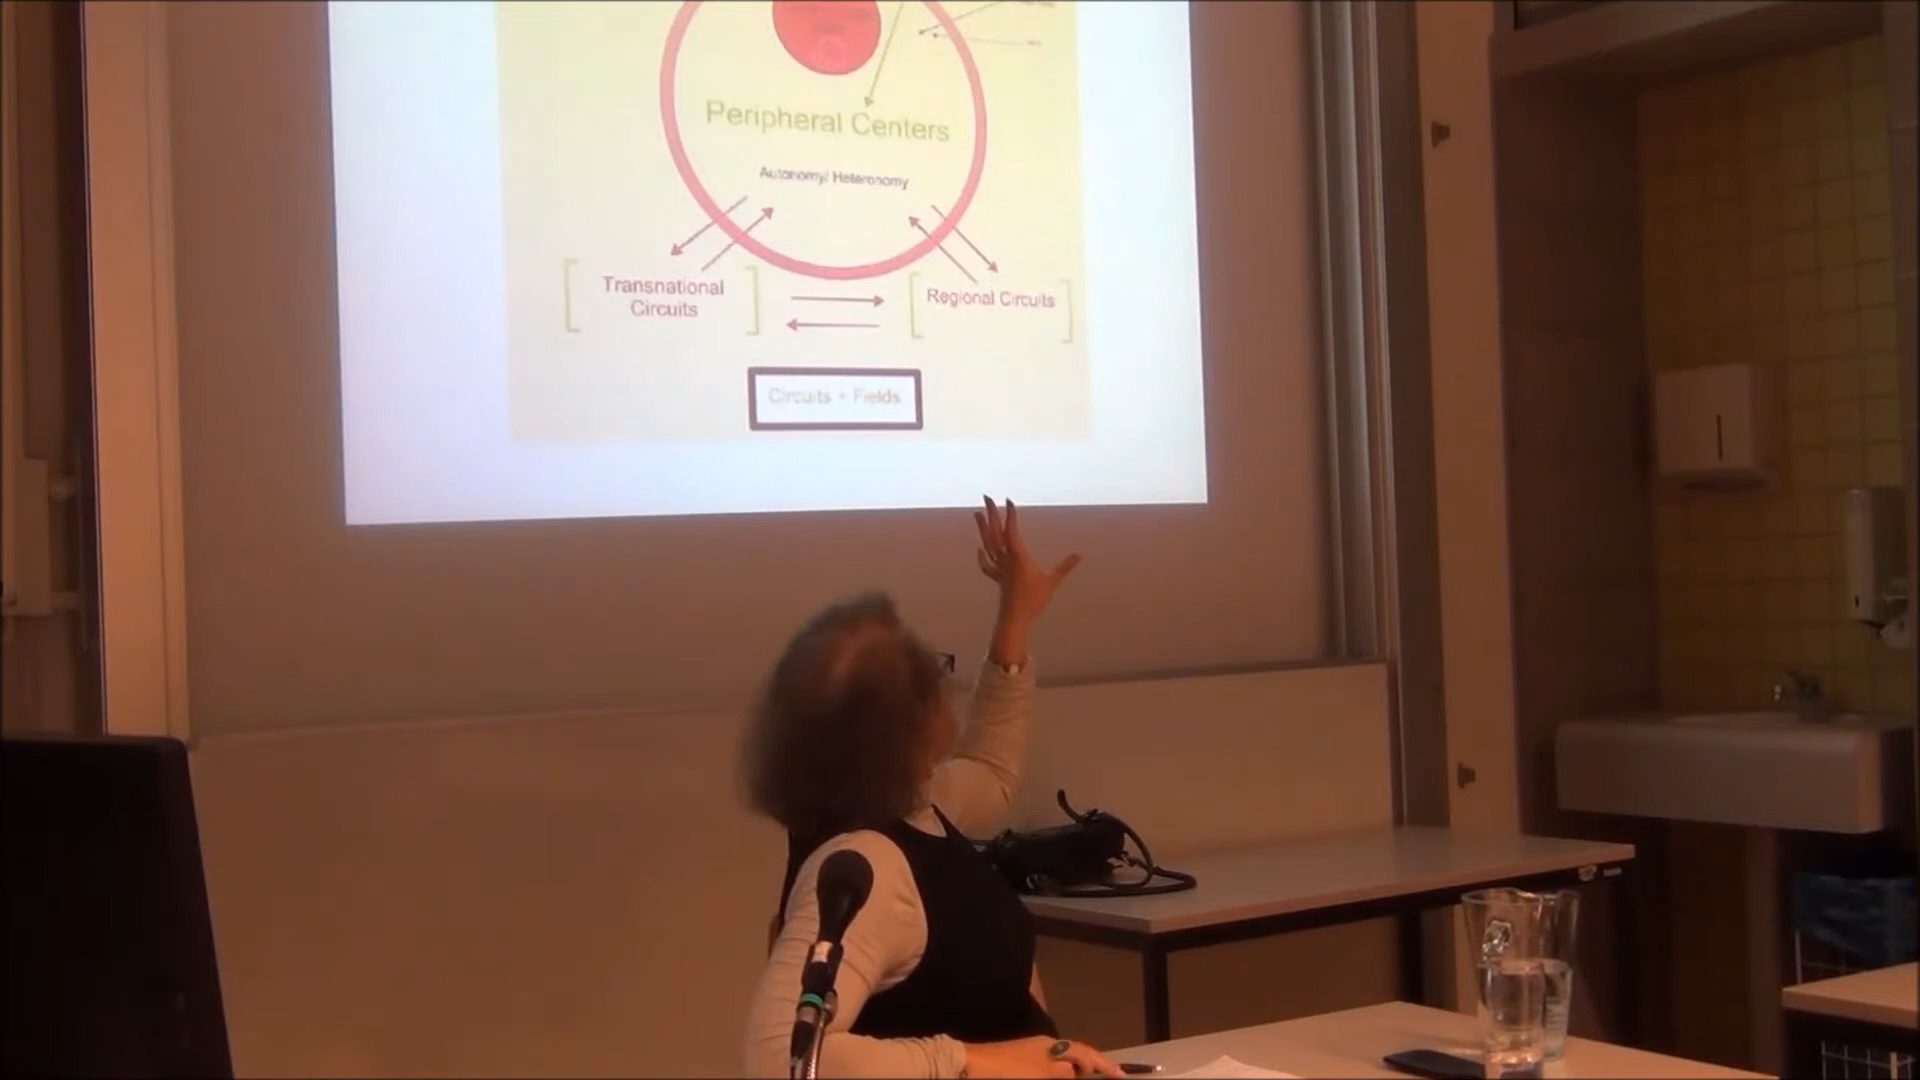 Peripheral Centers
Autonomy/ Heteronomy
Transnational
Circuits
Regional Circuits
Circuits + Fields